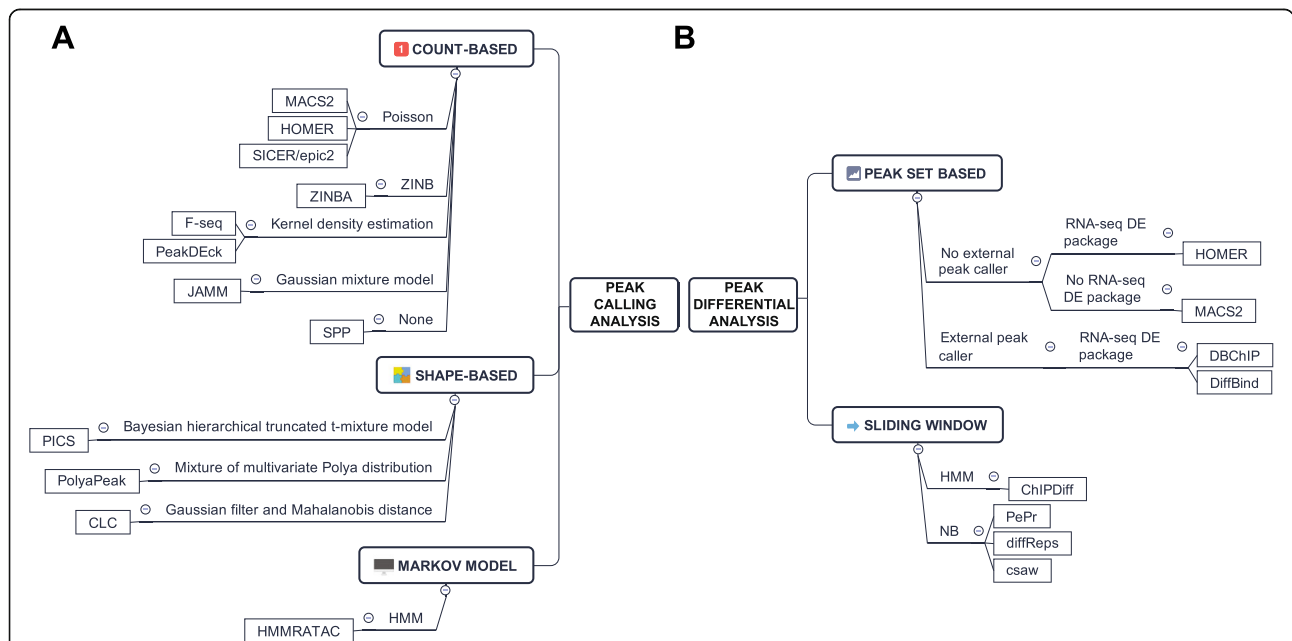 A
1 COUNT-BASED
MACS2
HOMER
SICER/epic2
Poisson
ZINBA
ZINB
F-seq
PeakDEck
Kernel density estimation
JAMM
Gaussian mixture model
SPP
None
PEAK
CALLING
ANALYSIS
SHAPE-BASED
PICS
Bayesian hierarchical truncated t-mixture model
PolyaPeak
Mixture of multivariate Polya distribution
CLC
Gaussian filter and Mahalanobis distance
MARKOV MODEL
HMMRATAC
HMM
B
PEAK
DIFFERENTIAL
ANALYSIS
PEAK SET BASED
No external
peak caller
RNA-seq DE
package
HOMER
No RNA-seq
DE package
MACS2
External peak
caller
RNA-seq DE
package
DBChIP
DiffBind
SLIDING WINDOW
HMM
ChIPDiff
NB
PePr
diffReps
csaw